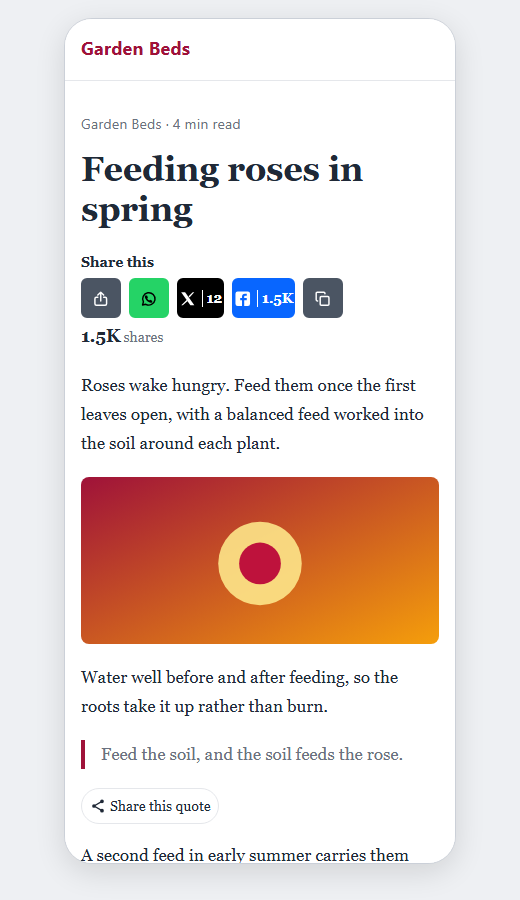 Garden Beds
Garden Beds · 4 min read
Feeding roses in
spring
Share this
12
1.5K
1.5K shares
Roses wake hungry. Feed them once the first
leaves open, with a balanced feed worked into
the soil around each plant.
Water well before and after feeding, so the
roots take it up rather than burn.
Feed the soil, and the soil feeds the rose.
Share this quote
A second feed in early summer carries them